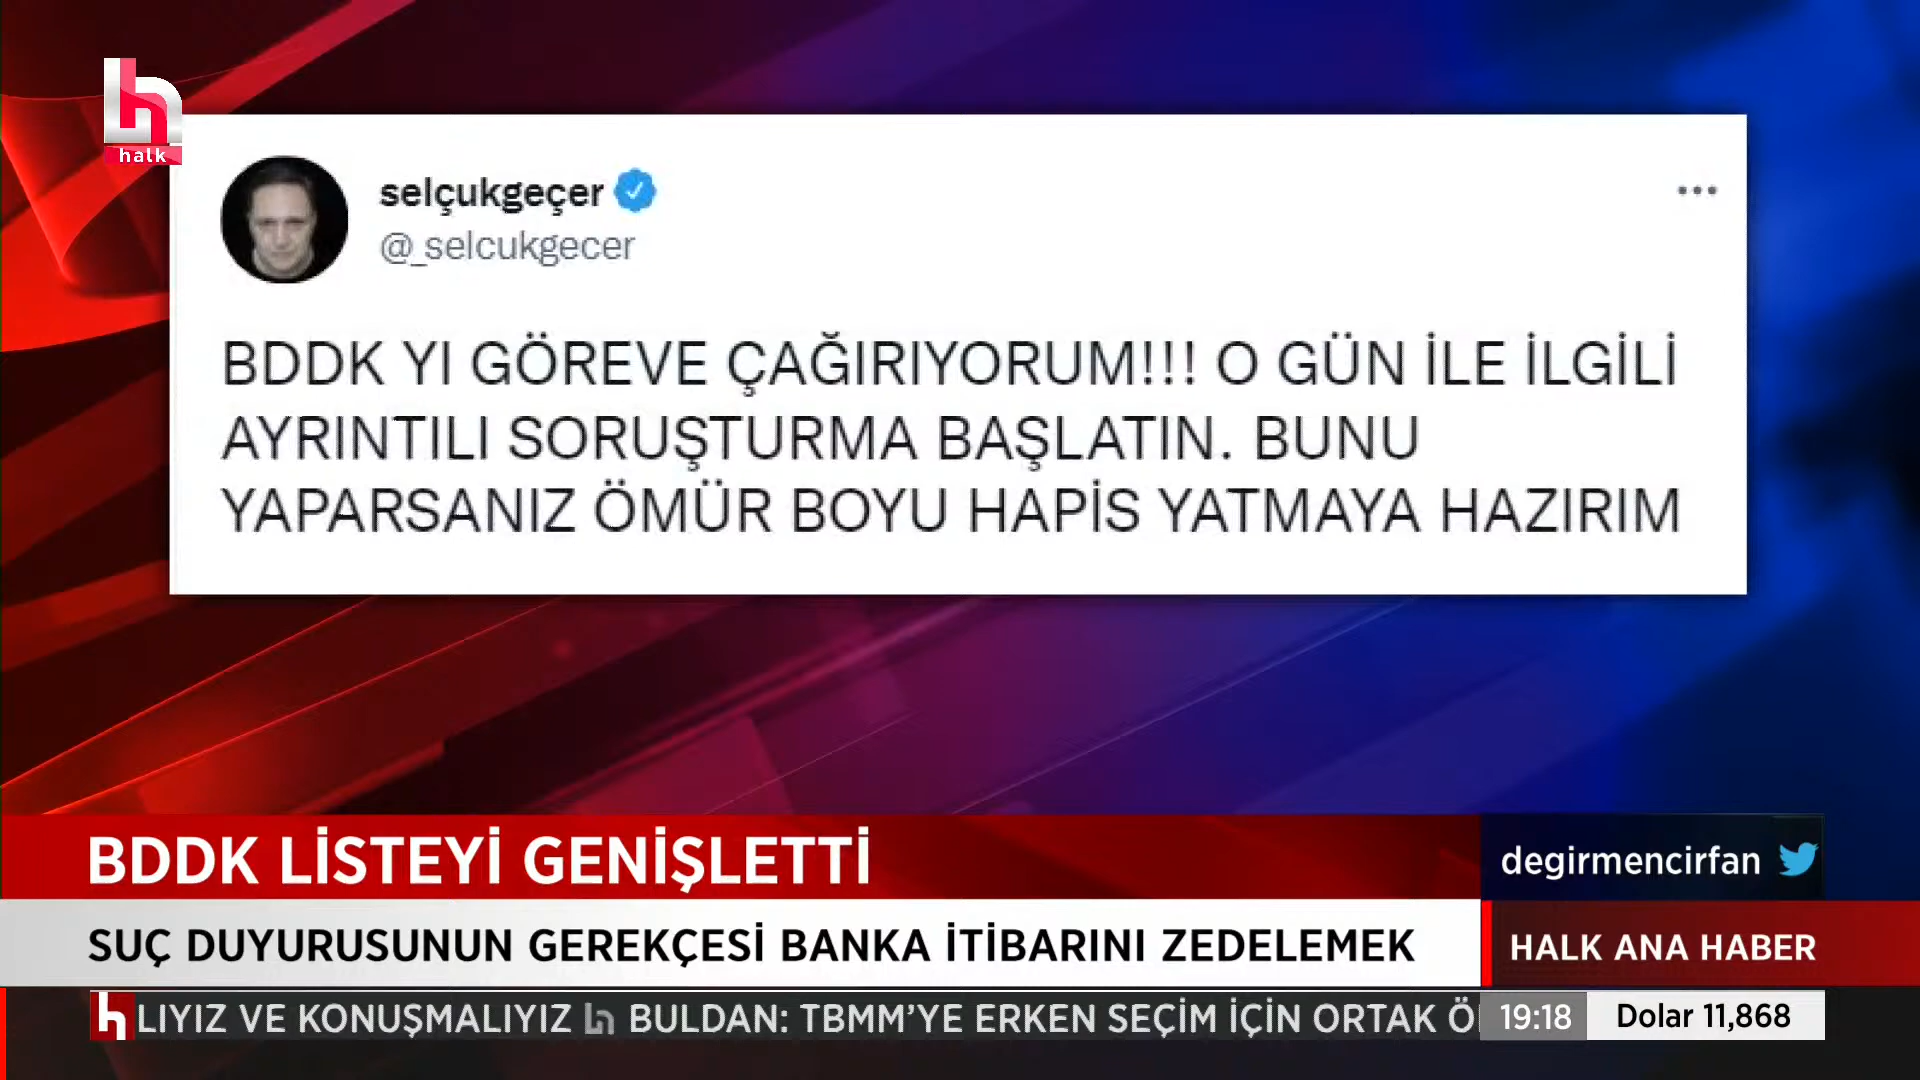 halk
selçukgeçer
@_selcukgecer
BDDK YI GÖREVE ÇAĞIRIYORUM!!! O GÜN İLE İLGİLİ
AYRINTILI SORUŞTURMA BAŞLATIN. BUNU
YAPARSANIZ ÖMÜR BOYU HAPİS YATMAYA HAZIRIM
BDDK LİSTEYİ GENİŞLETTİ
degirmencirfan
SUÇ DUYURUSUNUN GEREKÇESİ BANKA İTİBARINI ZEDELEMEK
HALK ANA HABER
LIYIZ VE KONUŞMALIYIZ BULDAN: TBMM'YE ERKEN SEÇİM İÇİN ORTAK Ö
19:18
Dolar 11,868